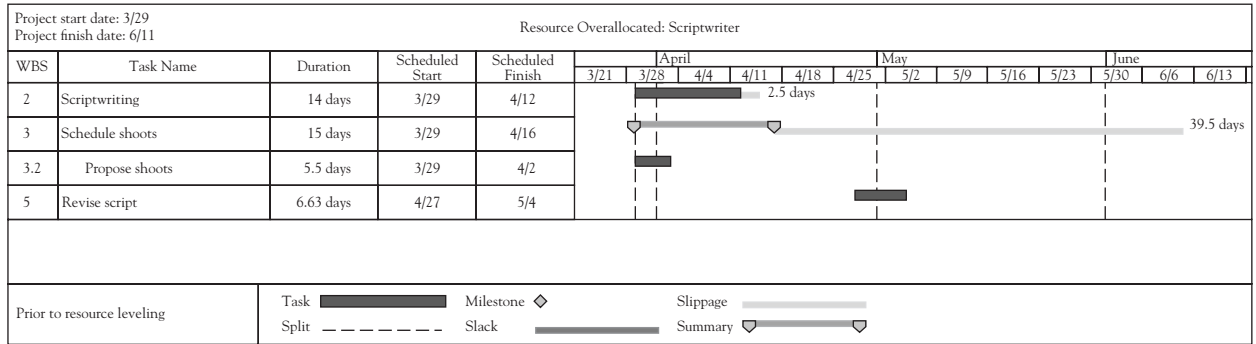 Project start date: 3/29
Project finish date: 6/11
Resource Overallocated: Scriptwriter
WBS Task Name Duration Scheduled Start Scheduled Finish
April May June
3/21 3/28 4/4 4/11 4/18 4/25 5/2 5/9 5/16 5/23 5/30 6/6 6/13
2 Scriptwriting 14 days 3/29 4/12 2.5 days
3 Schedule shoots 15 days 3/29 4/16 39.5 days
3.2 Propose shoots 5.5 days 3/29 4/2
5 Revise script 6.63 days 4/27 5/4
Prior to resource leveling
Task Milestone Slippage
Split Slack Summary